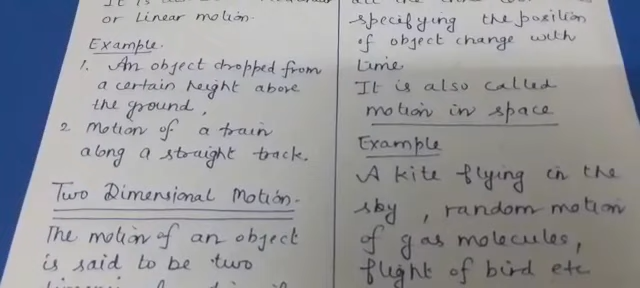 or Linear motion.
Example.
1. An object dropped from
a certain height above
the ground,
2 Motion of a train
along a straight track.
Two Dimensional Motion.
The motion of an object
is said to be two
specifying the position
of object change with
time.
It is also called
motion in space
Example
A kite flying in the
sky, random motion
of gas molecules,
flight of bird etc